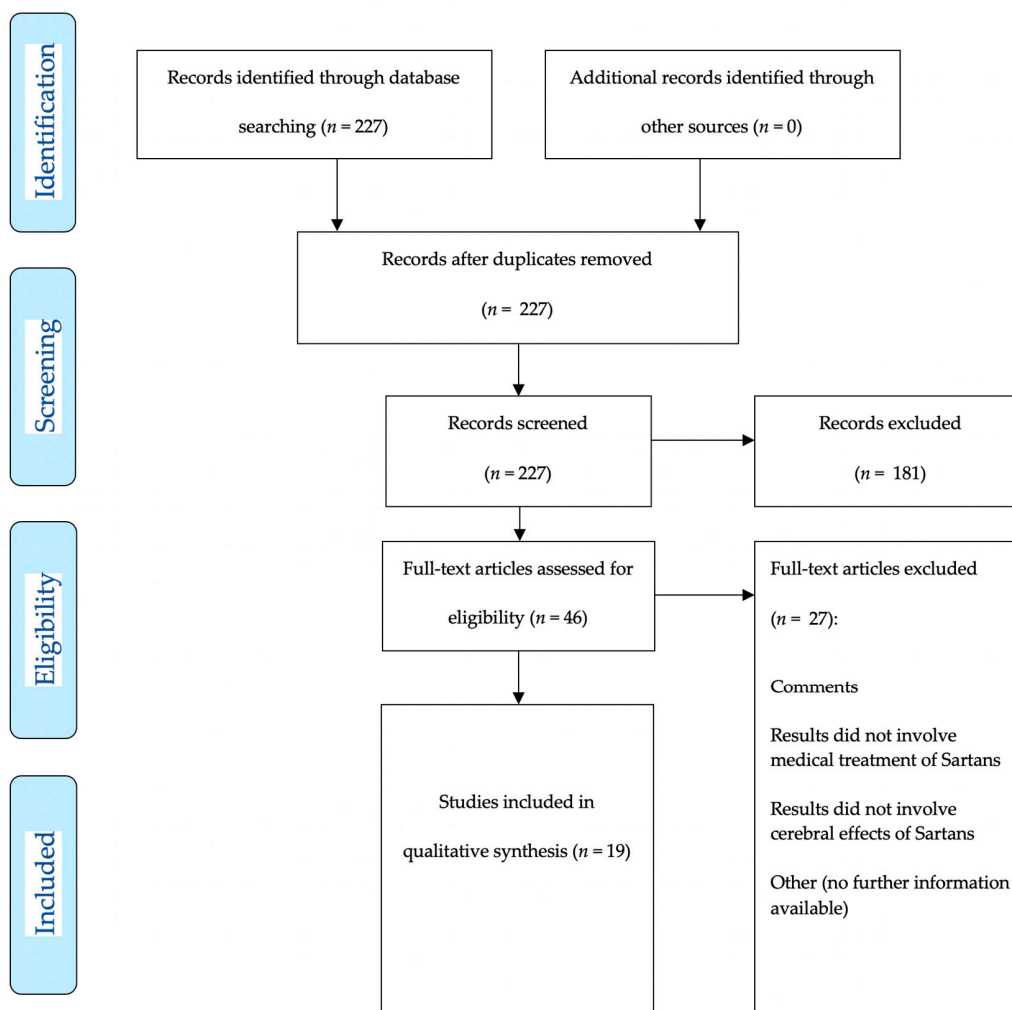 Identification
Records identified through database
searching (n = 227)
Additional records identified through
other sources (n = 0)
Records after duplicates removed
(n = 227)
Screening
Records screened
(n = 227)
Records excluded
(n = 181)
Eligibility
Full-text articles assessed for
eligibility (n = 46)
Full-text articles excluded
(n = 27):
Comments
Results did not involve
medical treatment of Sartans
Results did not involve
cerebral effects of Sartans
Other (no further information
available)
Included
Studies included in
qualitative synthesis (n = 19)